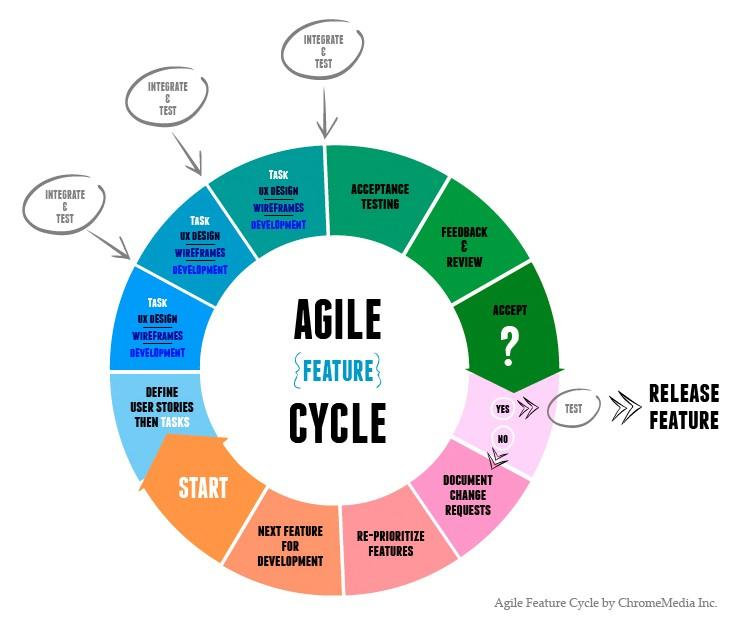 INTEGRATE
&
TEST
INTEGRATE
&
TEST
INTEGRATE
&
TEST
START
DEFINE
USER STORIES
THEN TASKS
TASK
UX DESIGN
WIREFRAMES
DEVELOPMENT
TASK
UX DESIGN
WIREFRAMES
DEVELOPMENT
TASK
UX DESIGN
WIREFRAMES
DEVELOPMENT
ACCEPTANCE
TESTING
FEEDBACK
&
REVIEW
ACCEPT
?
YES
TEST
RELEASE
FEATURE
NO
DOCUMENT
CHANGE
REQUESTS
RE-PRIORITIZE
FEATURES
NEXT FEATURE
FOR
DEVELOPMENT
AGILE
{FEATURE}
CYCLE
Agile Feature Cycle by ChromeMedia Inc.